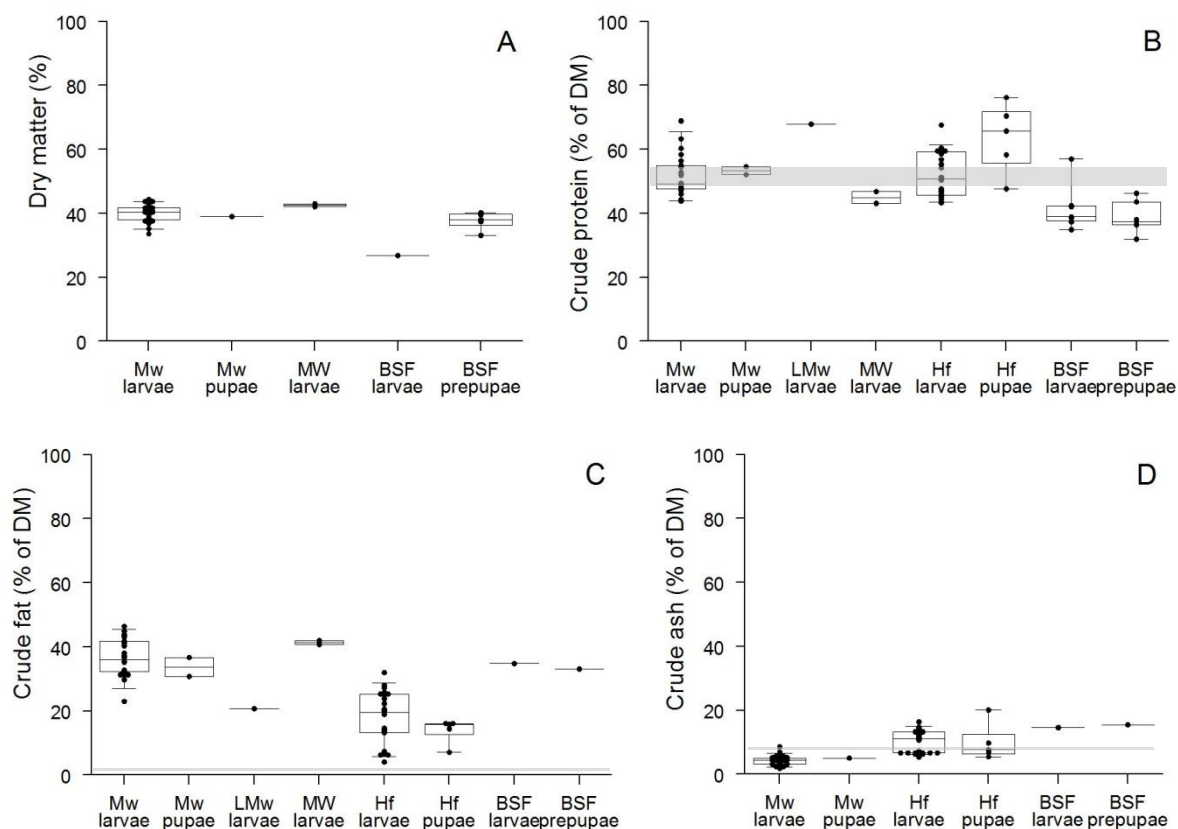 A
Dry matter (%)
100
80
60
40
20
0
Mw larvae
Mw pupae
MW larvae
BSF larvae
BSF prepupae
B
Crude protein (% of DM)
100
80
60
40
20
0
Mw larvae
Mw pupae
LMw larvae
MW larvae
Hf larvae
Hf pupae
BSF larvae
BSF prepupae
C
Crude fat (% of DM)
100
80
60
40
20
0
Mw larvae
Mw pupae
LMw larvae
MW larvae
Hf larvae
Hf pupae
BSF larvae
BSF prepupae
D
Crude ash (% of DM)
100
80
60
40
20
0
Mw larvae
Mw pupae
Hf larvae
Hf pupae
BSF larvae
BSF prepupae